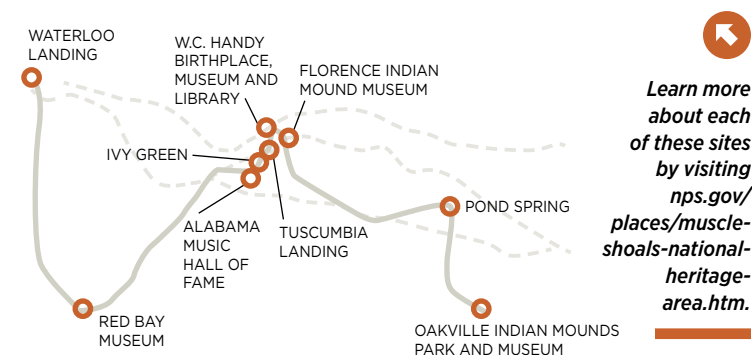 WATERLOO
LANDING
W.C. HANDY
BIRTHPLACE,
MUSEUM AND
LIBRARY
FLORENCE INDIAN
MOUND MUSEUM
IVY GREEN
ALABAMA
MUSIC
HALL OF
FAME
TUSCUMBIA
LANDING
POND SPRING
RED BAY
MUSEUM
OAKVILLE INDIAN MOUNDS
PARK AND MUSEUM
Learn more
about each
of these sites
by visiting
nps.gov/
places/muscle-
shoals-national-
heritage-
area.htm.